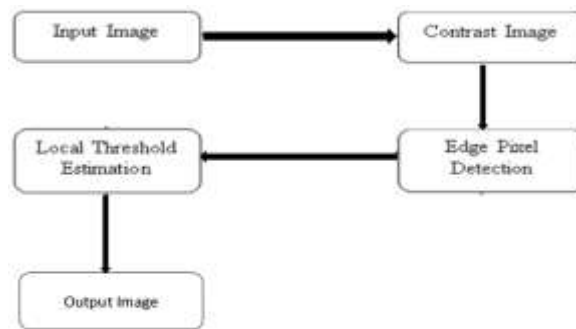 Input Image
Contrast Image
Edge Pixel
Detection
Local Threshold
Estimation
Output Image